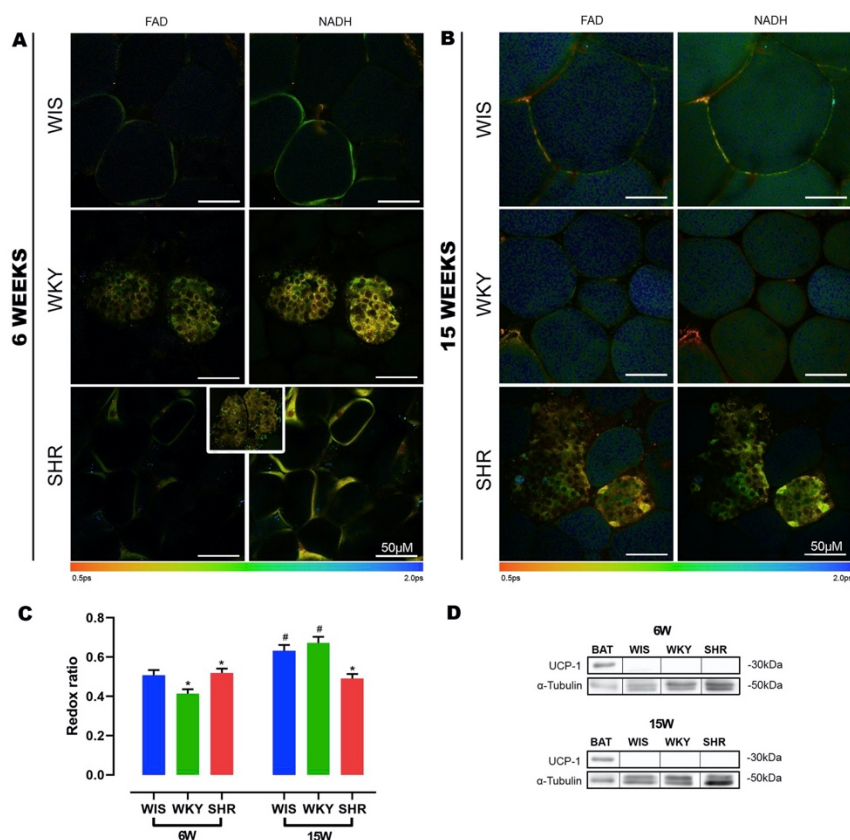 FAD NADH
A
WIS
6 WEEKS
WKY
SHR
50µM
0.5ps 2.0ps
FAD NADH
B
WIS
15 WEEKS
WKY
SHR
50µM
0.5ps 2.0ps
C
Redox ratio
0.8
0.6
0.4
0.2
0.0
* * # # *
WIS WKY SHR WIS WKY SHR
6W 15W
D
6W
BAT WIS WKY SHR
UCP-1 -30kDa
α-Tubulin -50kDa
15W
BAT WIS WKY SHR
UCP-1 -30kDa
α-Tubulin -50kDa